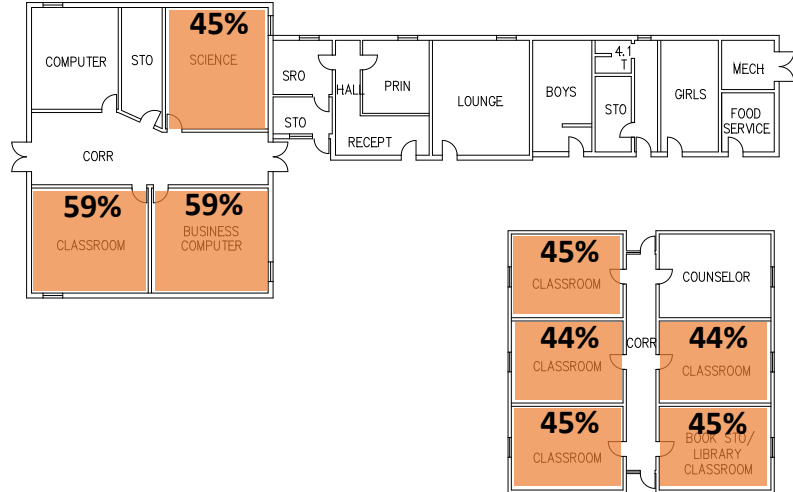 45%
COMPUTER
STO
SCIENCE
SRO
STO
HALL
PRIN
RECEPT
LOUNGE
BOYS
4.1
T
STO
GIRLS
MECH
FOOD
SERVICE
CORR
59%
CLASSROOM
59%
BUSINESS
COMPUTER
45%
CLASSROOM
COUNSELOR
44%
CLASSROOM
CORR
44%
CLASSROOM
45%
CLASSROOM
45%
BOOK STO/
LIBRARY
CLASSROOM